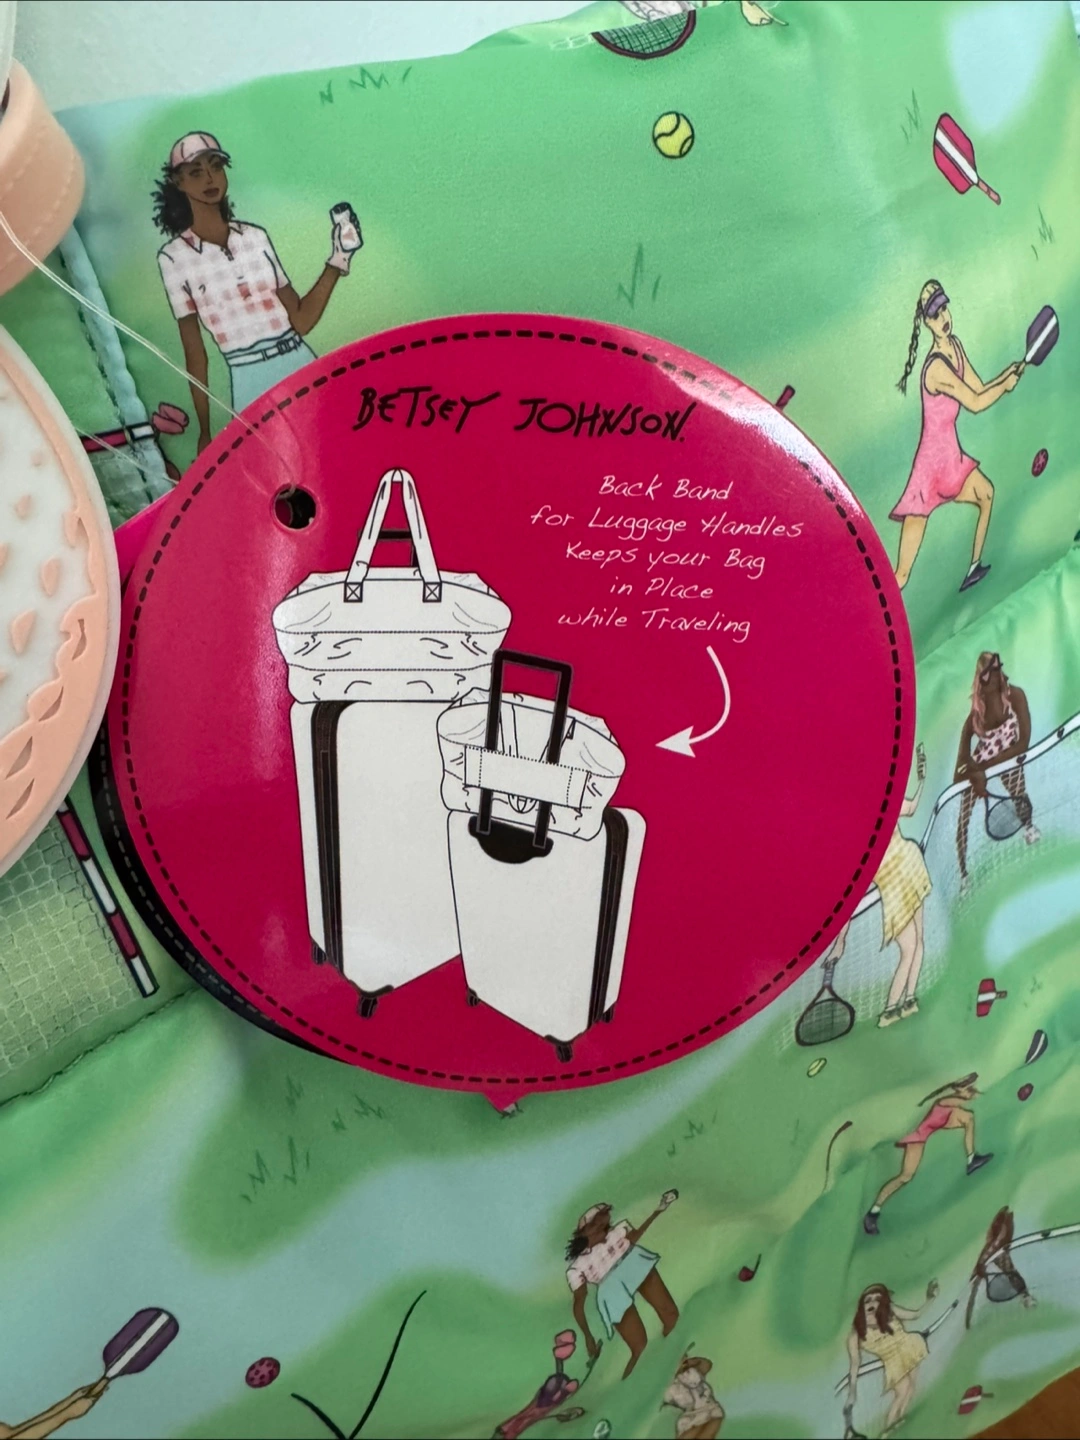 BETSEY JOHNSON.
Back Band
for Luggage Handles
Keeps your Bag
in Place
while Traveling